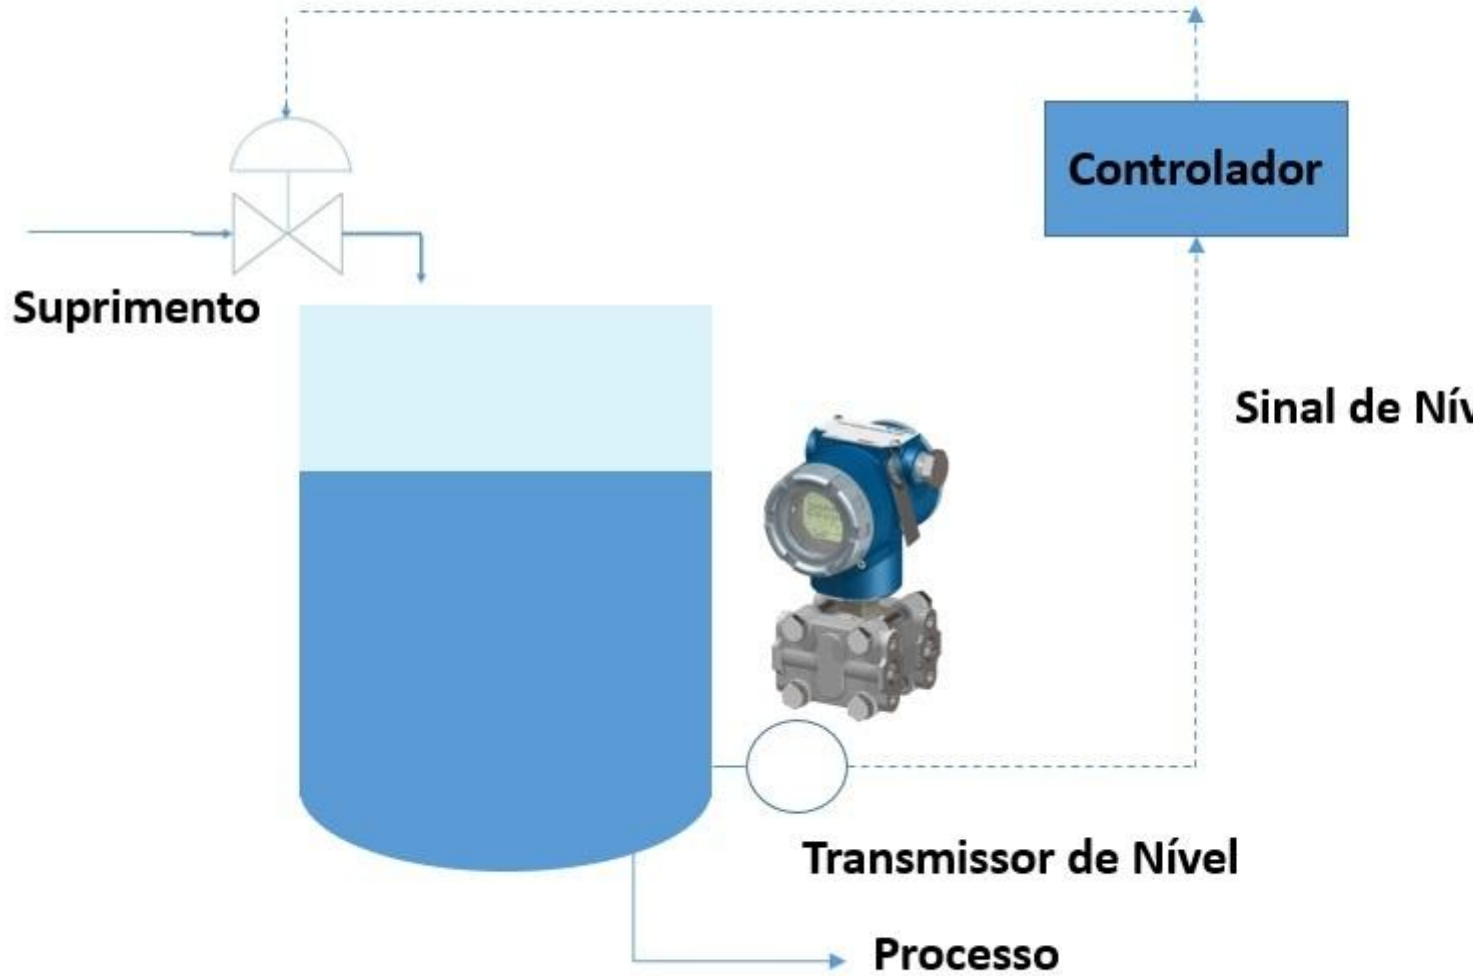 Controlador
Suprimento
Sinal de Nív
Transmissor de Nível
Processo